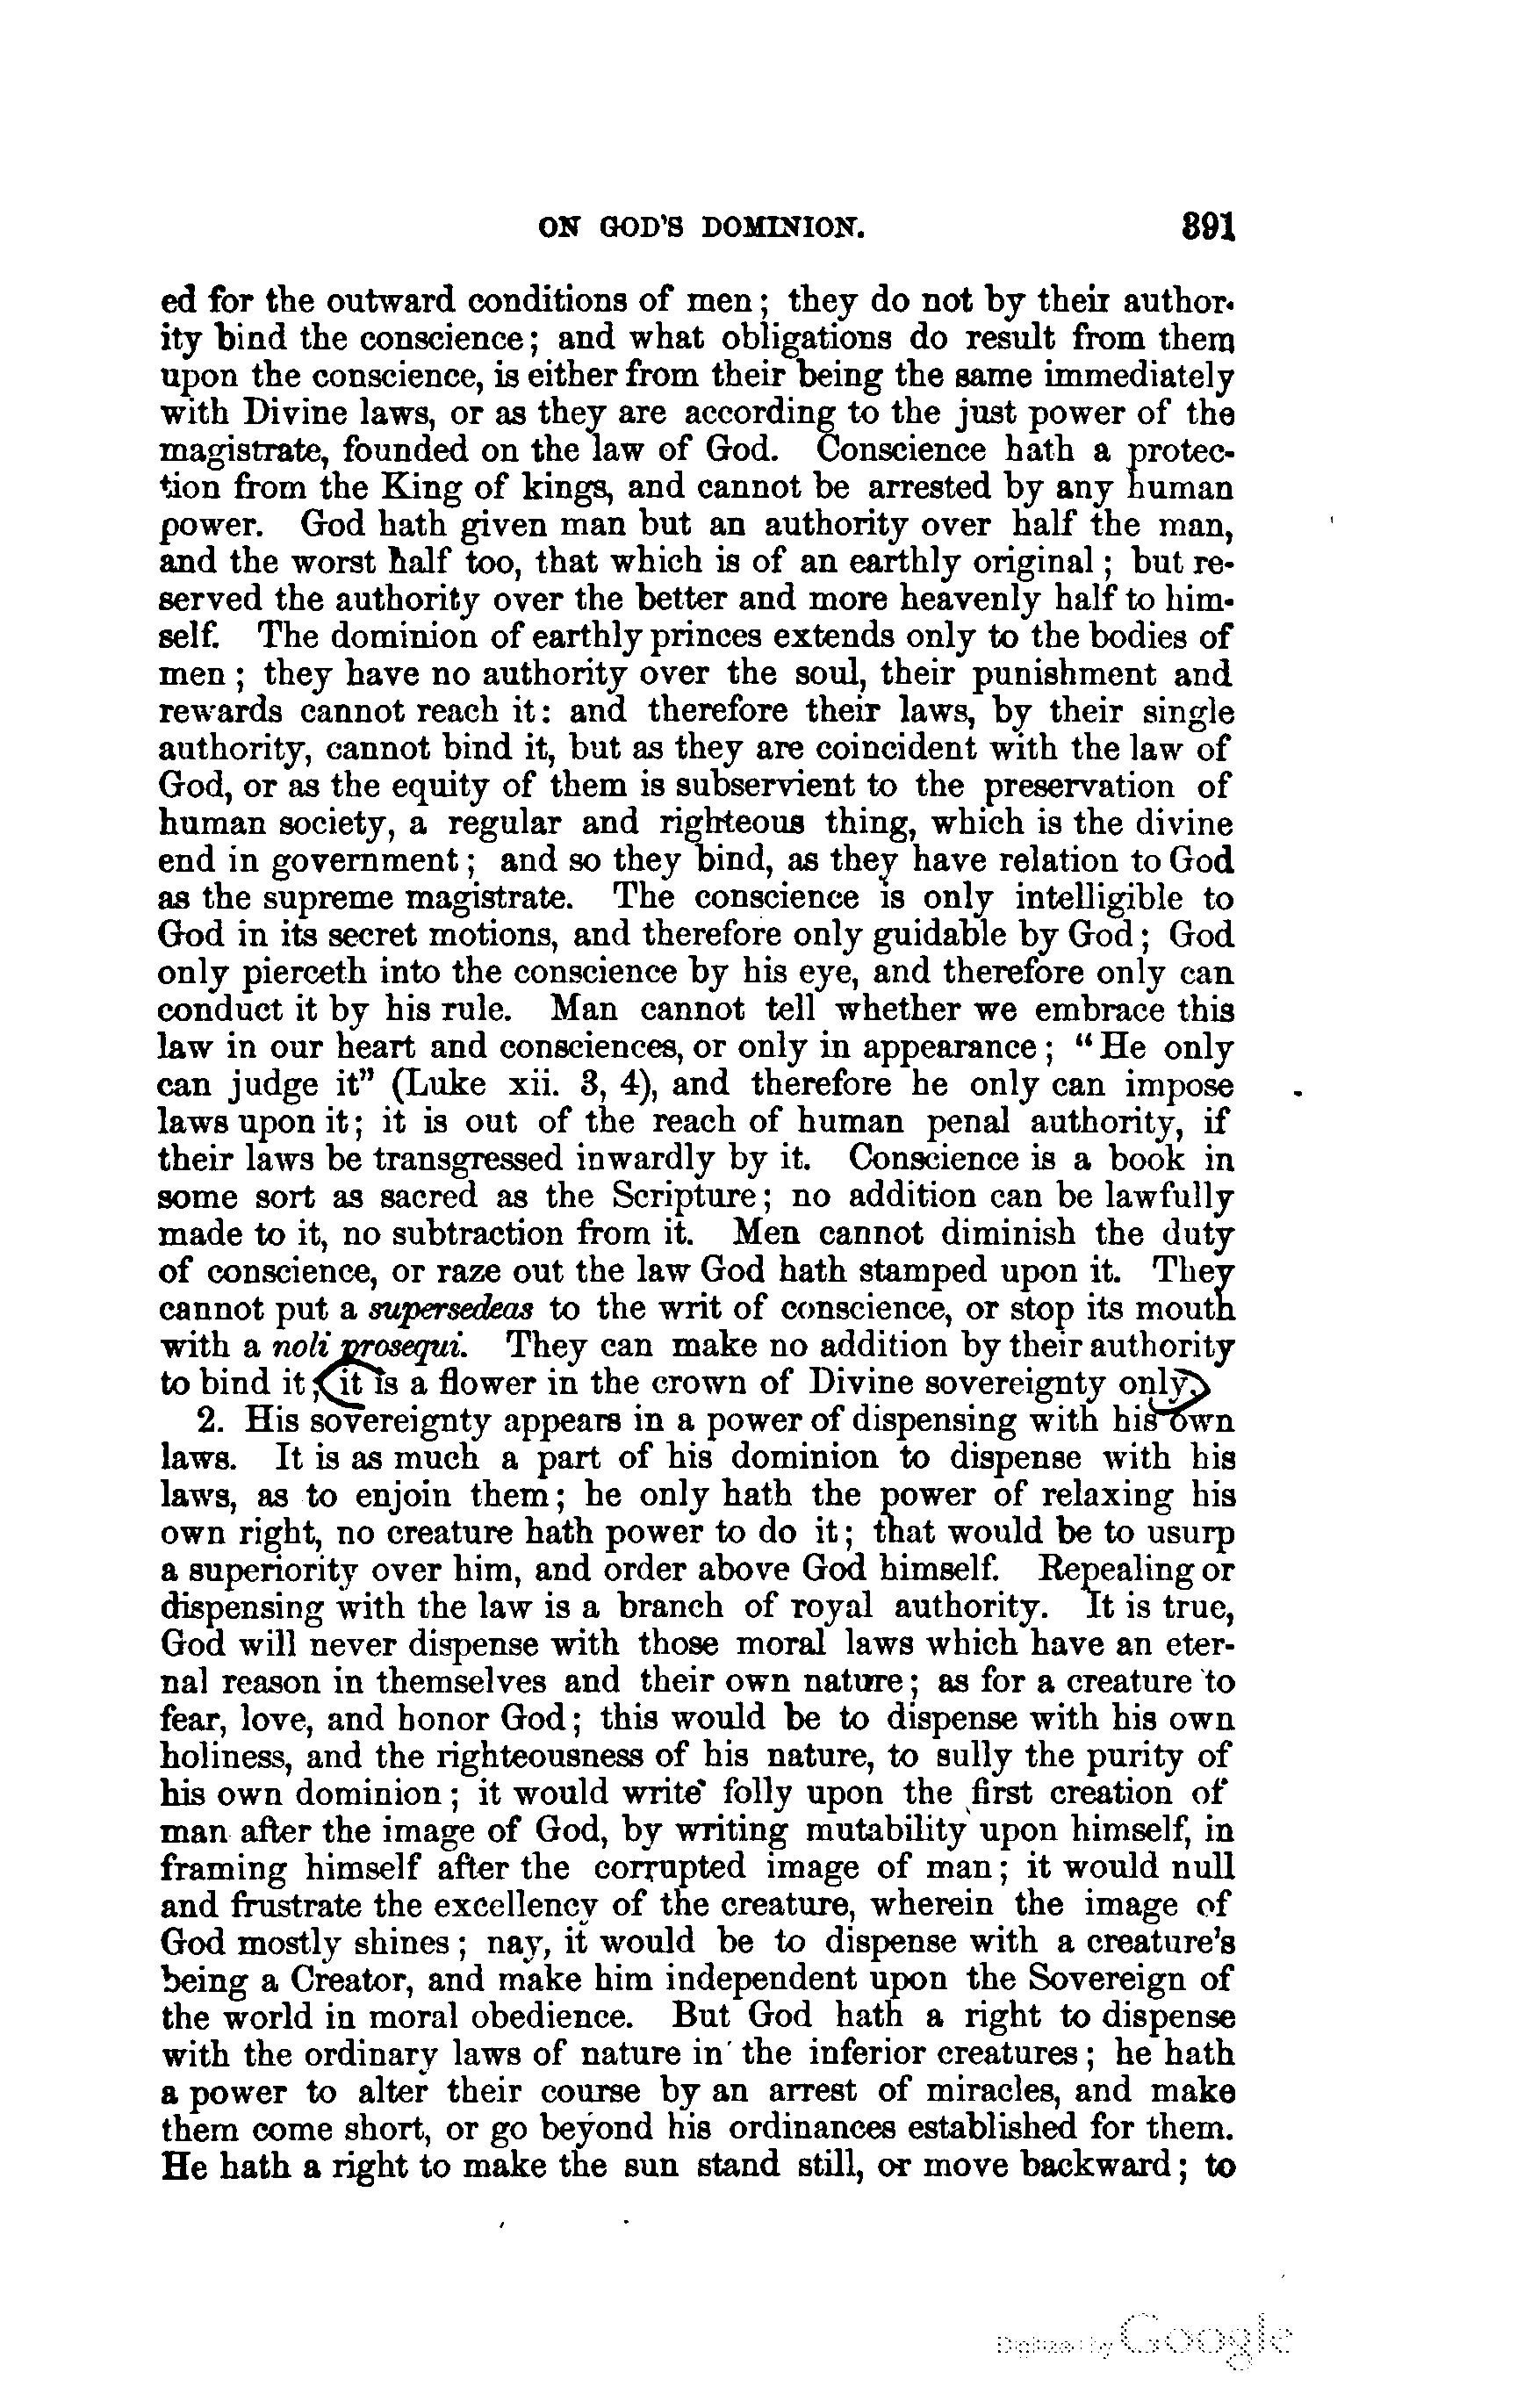 ON GOD'S DOMINION. 391
ed for the outward conditions of men; they do not by their author-
ity bind the conscience; and what obligations do result from them
upon the conscience, is either from their being the same immediately
with Divine laws, or as they are according to the just power of the
magistrate, founded on the law of God. Conscience hath a protec-
tion from the King of kings, and cannot be arrested by any human
power. God hath given man but an authority over half the man,
and the worst half too, that which is of an earthly original; but re-
served the authority over the better and more heavenly half to him-
self. The dominion of earthly princes extends only to the bodies of
men; they have no authority over the soul, their punishment and
rewards cannot reach it: and therefore their laws, by their single
authority, cannot bind it, but as they are coincident with the law of
God, or as the equity of them is subservient to the preservation of
human society, a regular and righteous thing, which is the divine
end in government; and so they bind, as they have relation to God
as the supreme magistrate. The conscience is only intelligible to
God in its secret motions, and therefore only guidable by God; God
only pierceth into the conscience by his eye, and therefore only can
conduct it by his rule. Man cannot tell whether we embrace this
law in our heart and consciences, or only in appearance; "He only
can judge it" (Luke xii. 3, 4), and therefore he only can impose
laws upon it; it is out of the reach of human penal authority, if
their laws be transgressed inwardly by it. Conscience is a book in
some sort as sacred as the Scripture; no addition can be lawfully
made to it, no subtraction from it. Men cannot diminish the duty
of conscience, or raze out the law God hath stamped upon it. They
cannot put a supersedeas to the writ of conscience, or stop its mouth
with a noli prosequi. They can make no addition by their authority
to bind it; it is a flower in the crown of Divine sovereignty only.
2. His sovereignty appears in a power of dispensing with his own
laws. It is as much a part of his dominion to dispense with his
laws, as to enjoin them; he only hath the power of relaxing his
own right, no creature hath power to do it; that would be to usurp
a superiority over him, and order above God himself. Repealing or
dispensing with the law is a branch of royal authority. It is true,
God will never dispense with those moral laws which have an eter-
nal reason in themselves and their own nature; as for a creature to
fear, love, and honor God; this would be to dispense with his own
holiness, and the righteousness of his nature, to sully the purity of
his own dominion; it would write folly upon the first creation of
man after the image of God, by writing mutability upon himself, in
framing himself after the corrupted image of man; it would null
and frustrate the excellency of the creature, wherein the image of
God mostly shines; nay, it would be to dispense with a creature's
being a Creator, and make him independent upon the Sovereign of
the world in moral obedience. But God hath a right to dispense
with the ordinary laws of nature in the inferior creatures; he hath
a power to alter their course by an arrest of miracles, and make
them come short, or go beyond his ordinances established for them.
He hath a right to make the sun stand still, or move backward; to
Digitized by Google